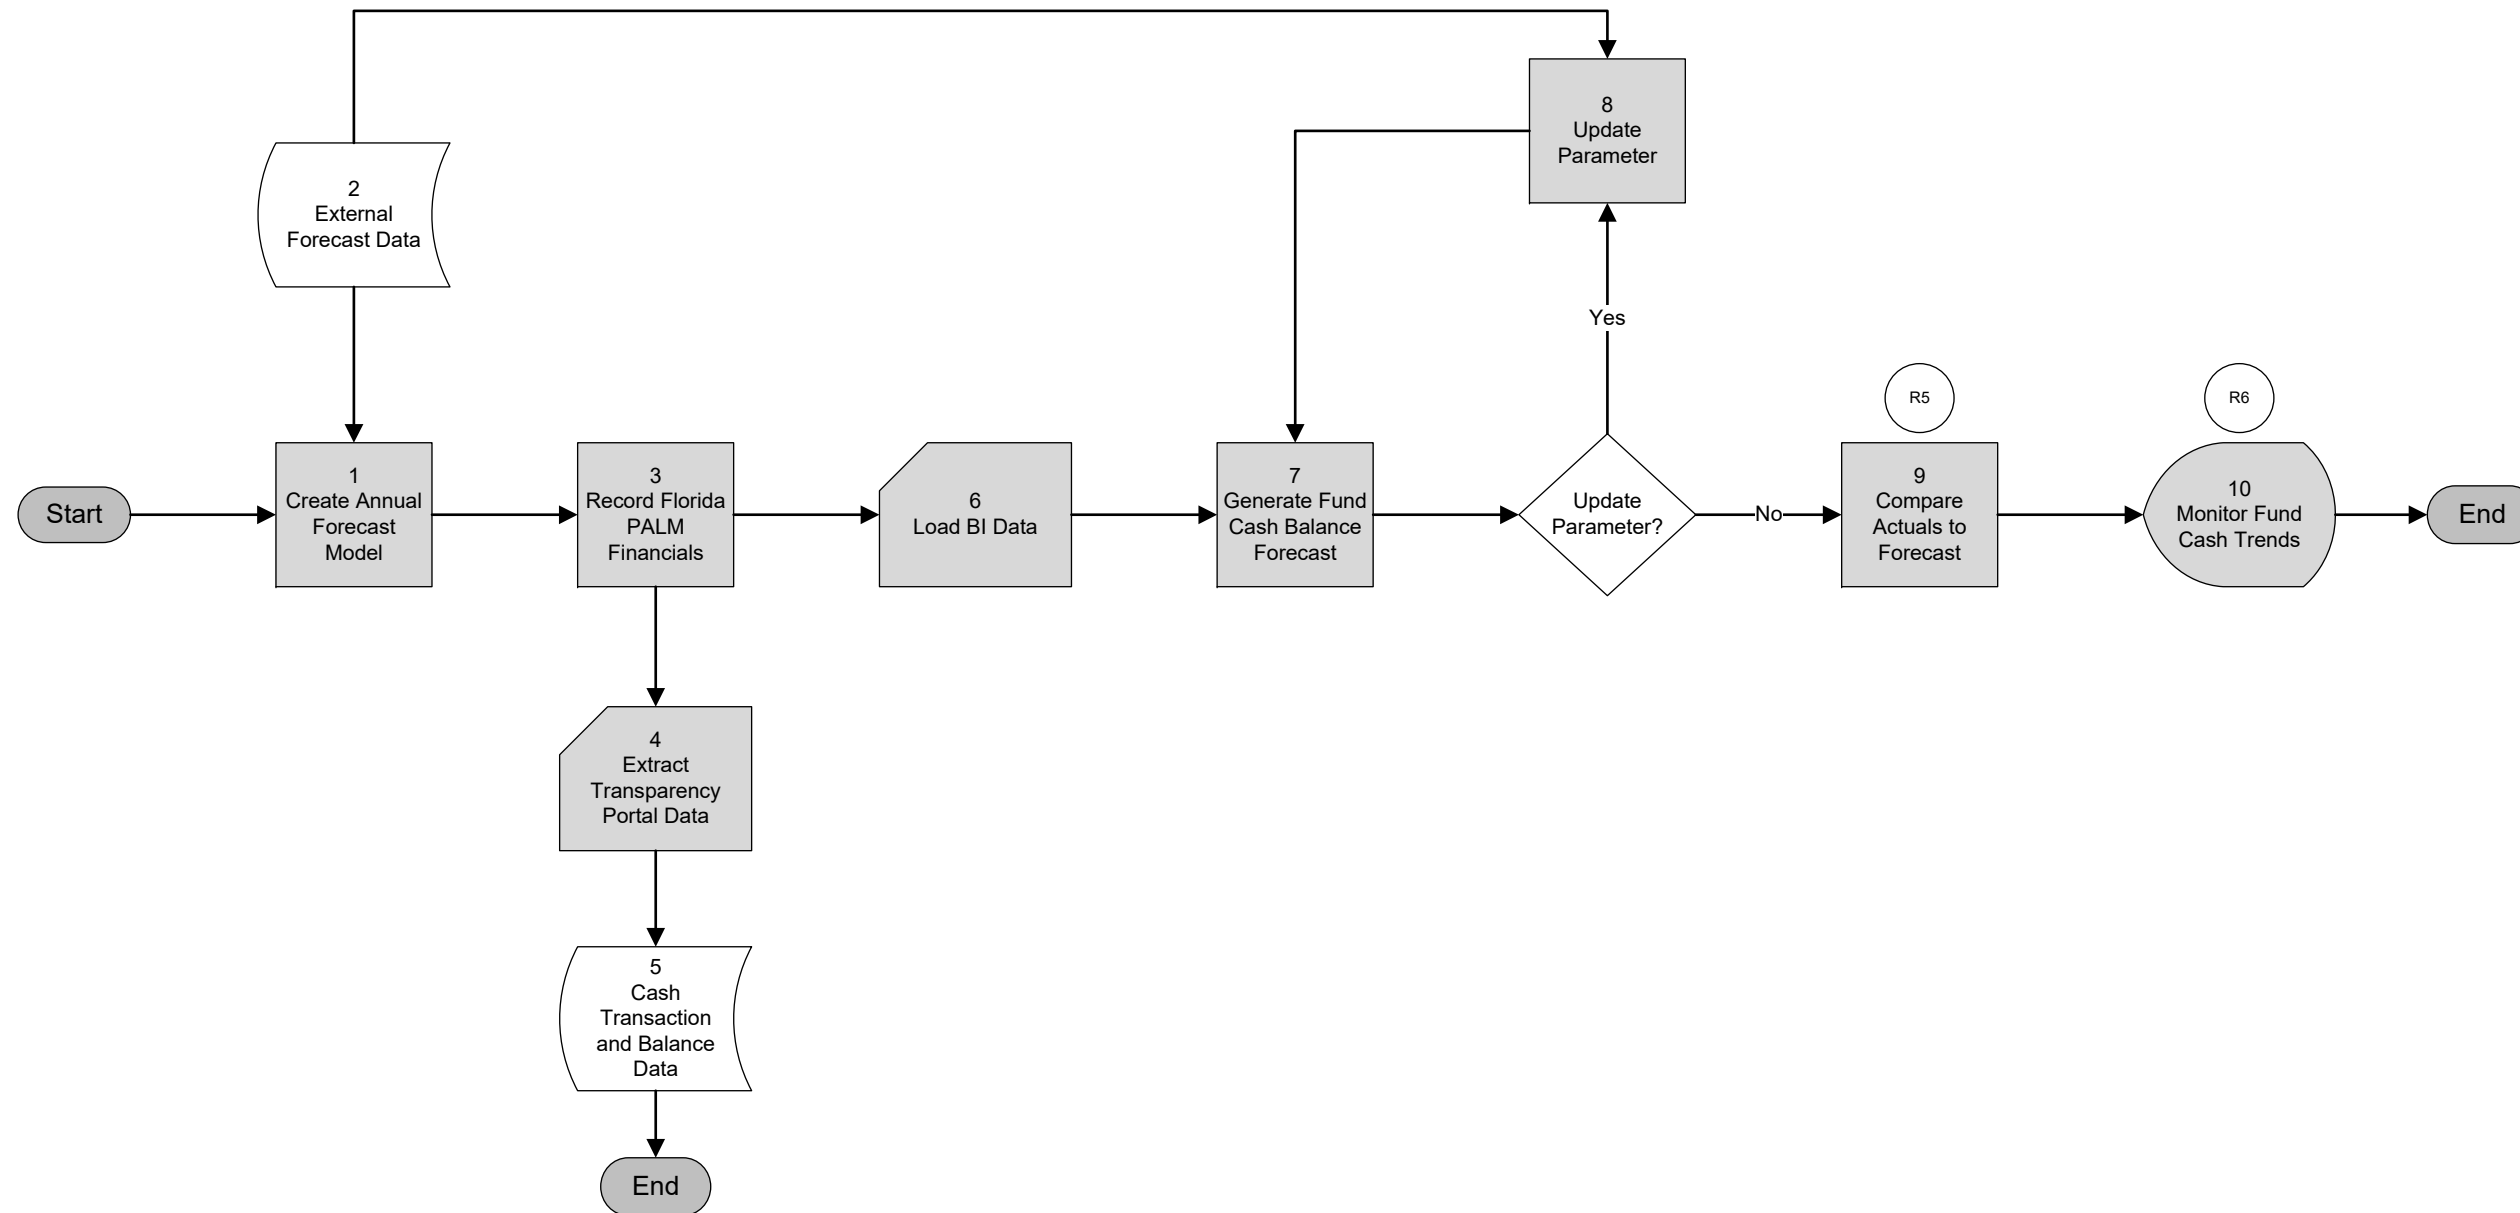 8
Update
Parameter
2
External
Forecast Data
Yes
R5
R6
Start
1
Create Annual
Forecast
Model
3
Record Florida
PALM
Financials
6
Load BI Data
7
Generate Fund
Cash Balance
Forecast
Update
Parameter?
No
9
Compare
Actuals to
Forecast
10
Monitor Fund
Cash Trends
End
4
Extract
Transparency
Portal Data
5
Cash
Transaction
and Balance
Data
End